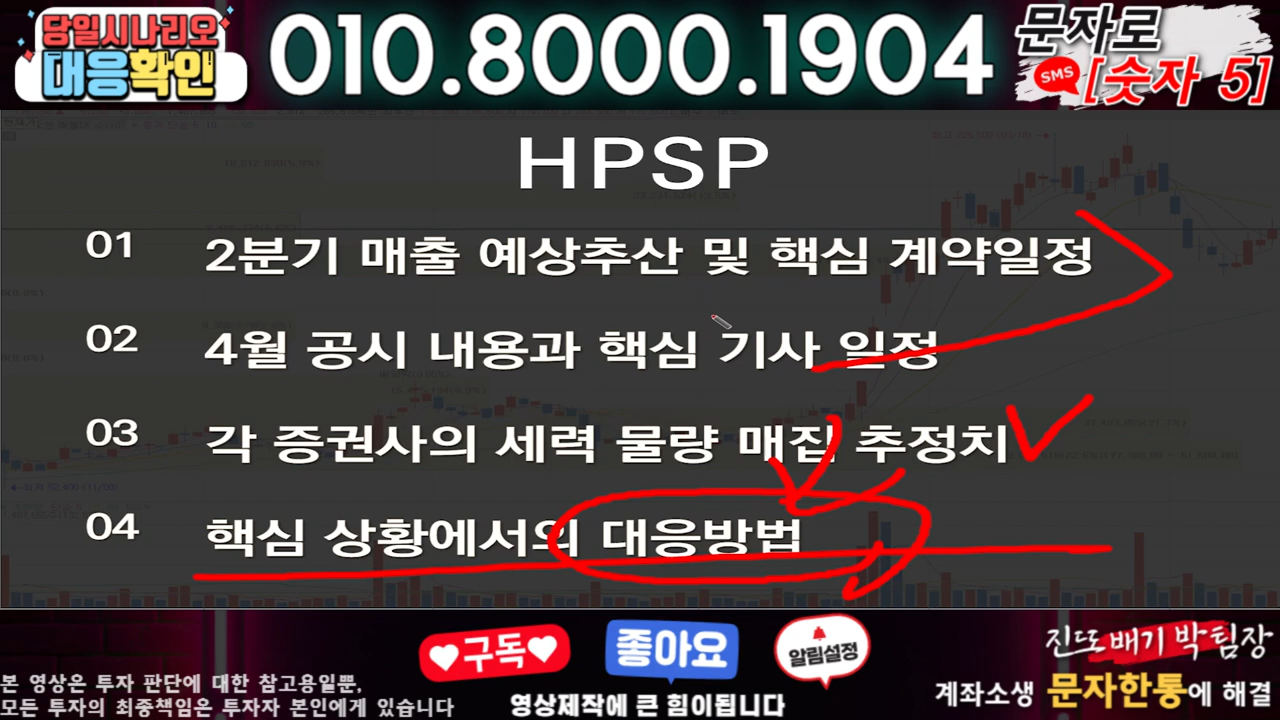 당일시나리오
대응확인
010.8000.1904
문자로
SMS [숫자 5]
HPSP
01 2분기 매출 예상추산 및 핵심 계약일정
02 4월 공시 내용과 핵심 기사 일정
03 각 증권사의 세력 물량 매집 추정치
04 핵심 상황에서의 대응방법
구독
좋아요
알림설정
영상제작에 큰 힘이됩니다
본 영상은 투자 판단에 대한 참고용일뿐,
모든 투자의 최종책임은 투자자 본인에게 있습니다
진또배기 박팀장
계좌소생 문자한통에 해결